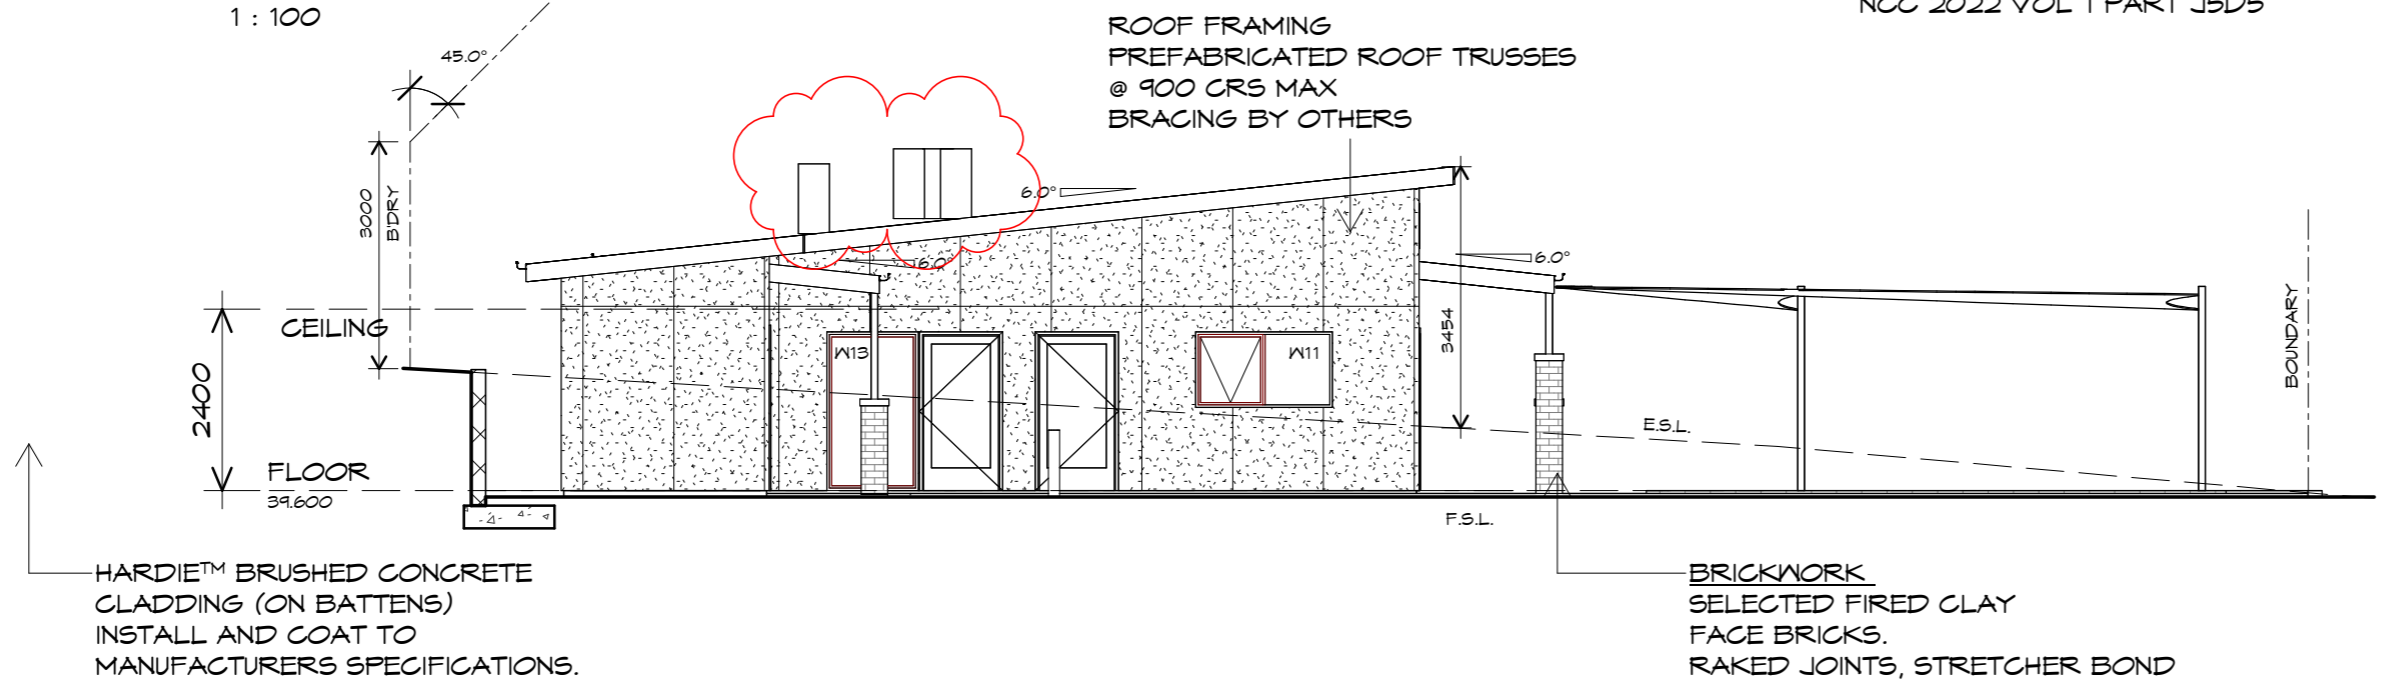 1 : 100
NCC 2022 VOL 1 PART J5D5
ROOF FRAMING
PREFABRICATED ROOF TRUSSES
@ 900 CRS MAX
BRACING BY OTHERS
45.0°
3000
B'DRY
6.0°
6.0°
6.0°
CEILING
2400
FLOOR
39.600
W13
W11
3454
E.S.L.
F.S.L.
BOUNDARY
HARDIE™ BRUSHED CONCRETE
CLADDING (ON BATTENS)
INSTALL AND COAT TO
MANUFACTURERS SPECIFICATIONS.
BRICKWORK
SELECTED FIRED CLAY
FACE BRICKS.
RAKED JOINTS, STRETCHER BOND